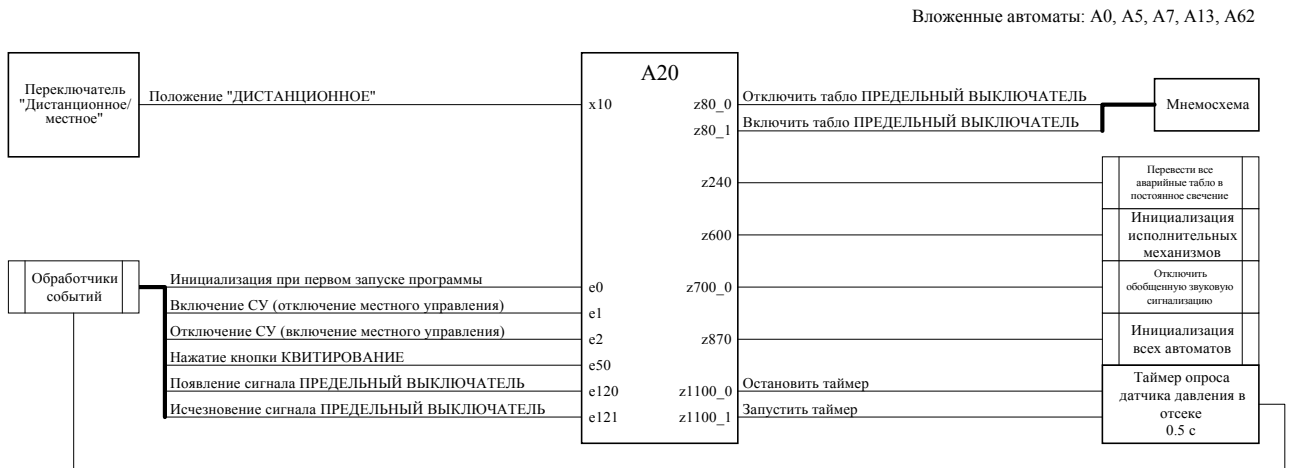 Вложенные автоматы: A0, A5, A7, A13, A62
Переключатель
"Дистанционное/
местное"
Положение "ДИСТАНЦИОННОЕ"
A20
x10
z80_0
Отключить табло ПРЕДЕЛЬНЫЙ ВЫКЛЮЧАТЕЛЬ
z80_1
Включить табло ПРЕДЕЛЬНЫЙ ВЫКЛЮЧАТЕЛЬ
Мнемосхема
z240
Перевести все
аварийные табло в
постоянное свечение
z600
Инициализация
исполнительных
механизмов
Обработчики
событий
Инициализация при первом запуске программы
e0
z700_0
Отключить
обобщенную звуковую
сигнализацию
Включение СУ (отключение местного управления)
e1
Отключение СУ (включение местного управления)
e2
z870
Инициализация
всех автоматов
Нажатие кнопки КВИТИРОВАНИЕ
e50
Появление сигнала ПРЕДЕЛЬНЫЙ ВЫКЛЮЧАТЕЛЬ
e120
z1100_0
Остановить таймер
Исчезновение сигнала ПРЕДЕЛЬНЫЙ ВЫКЛЮЧАТЕЛЬ
e121
z1100_1
Запустить таймер
Таймер опроса
датчика давления в
отсеке
0.5 с